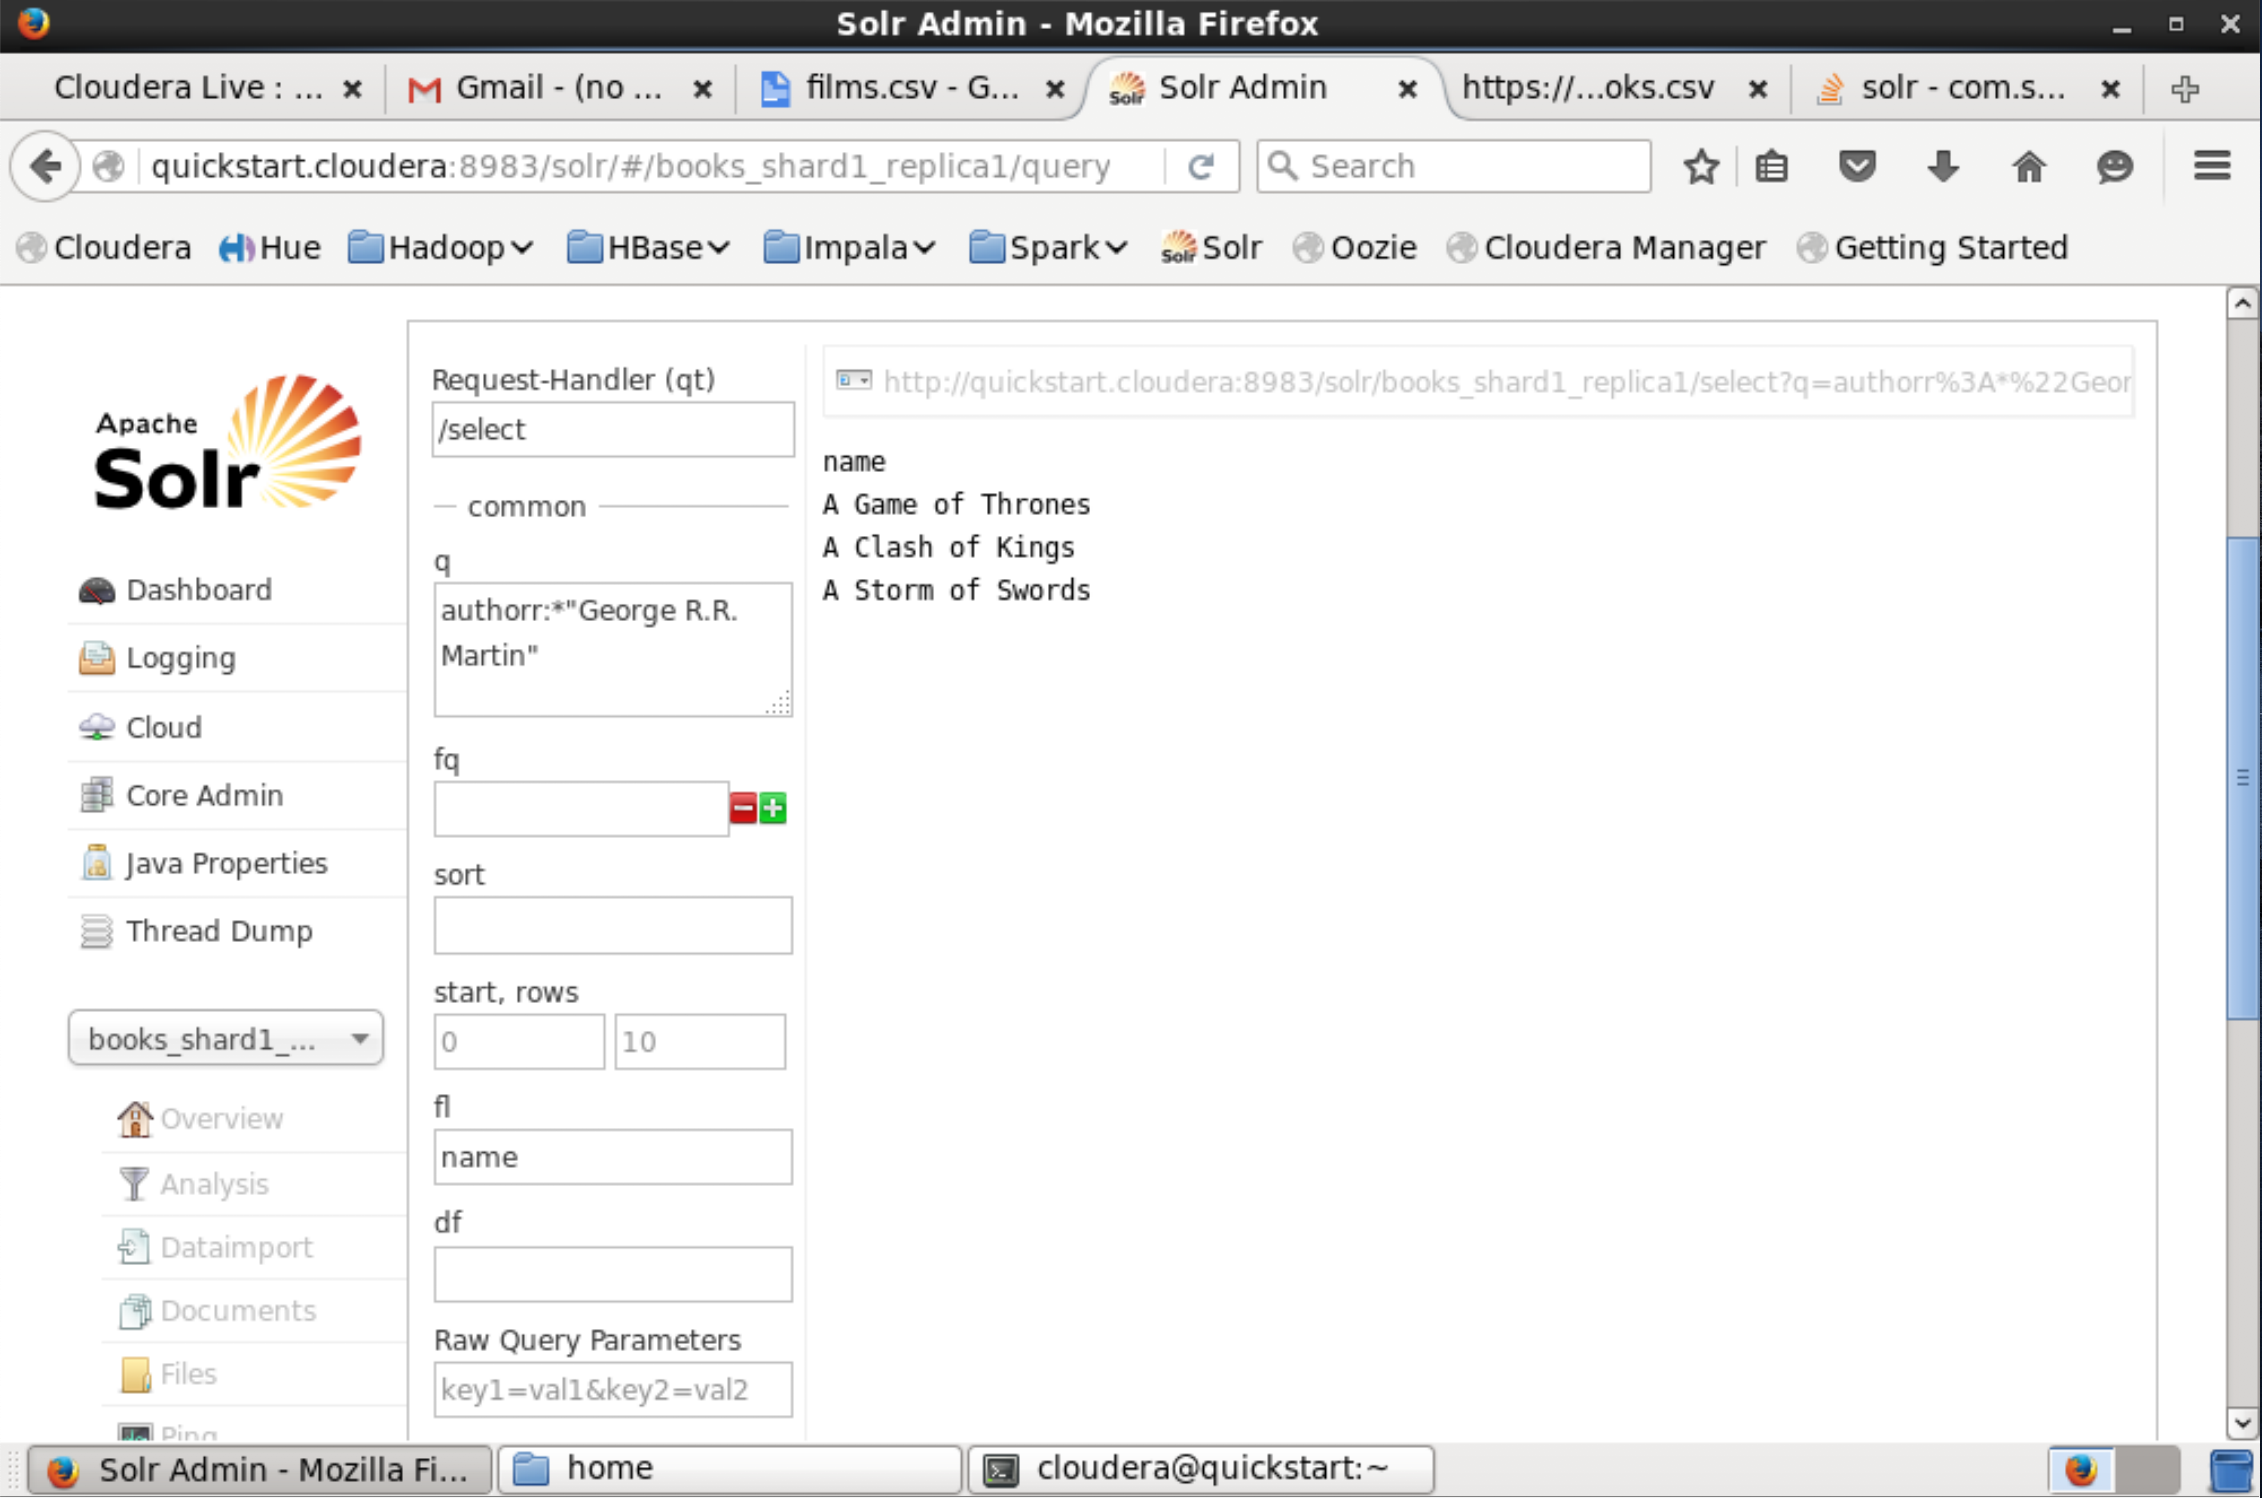 Solr Admin - Mozilla Firefox
Cloudera Live : ...
Gmail - (no ...
films.csv - G...
Solr Admin
https://...oks.csv
solr - com.s...
quickstart.cloudera:8983/solr/#/books_shard1_replica1/query
Search
Cloudera
Hue
Hadoop
HBase
Impala
Spark
Solr
Oozie
Cloudera Manager
Getting Started
Apache
Solr
Dashboard
Logging
Cloud
Core Admin
Java Properties
Thread Dump
books_shard1_...
Overview
Analysis
Dataimport
Documents
Files
Ping
Request-Handler (qt)
/select
common
q
authorr:*"George R.R.
Martin"
fq
sort
start, rows
0 10
fl
name
df
Raw Query Parameters
key1=val1&key2=val2
http://quickstart.cloudera:8983/solr/books_shard1_replica1/select?q=authorr%3A*%22Geor
name
A Game of Thrones
A Clash of Kings
A Storm of Swords
Solr Admin - Mozilla Fi...
home
cloudera@quickstart:~